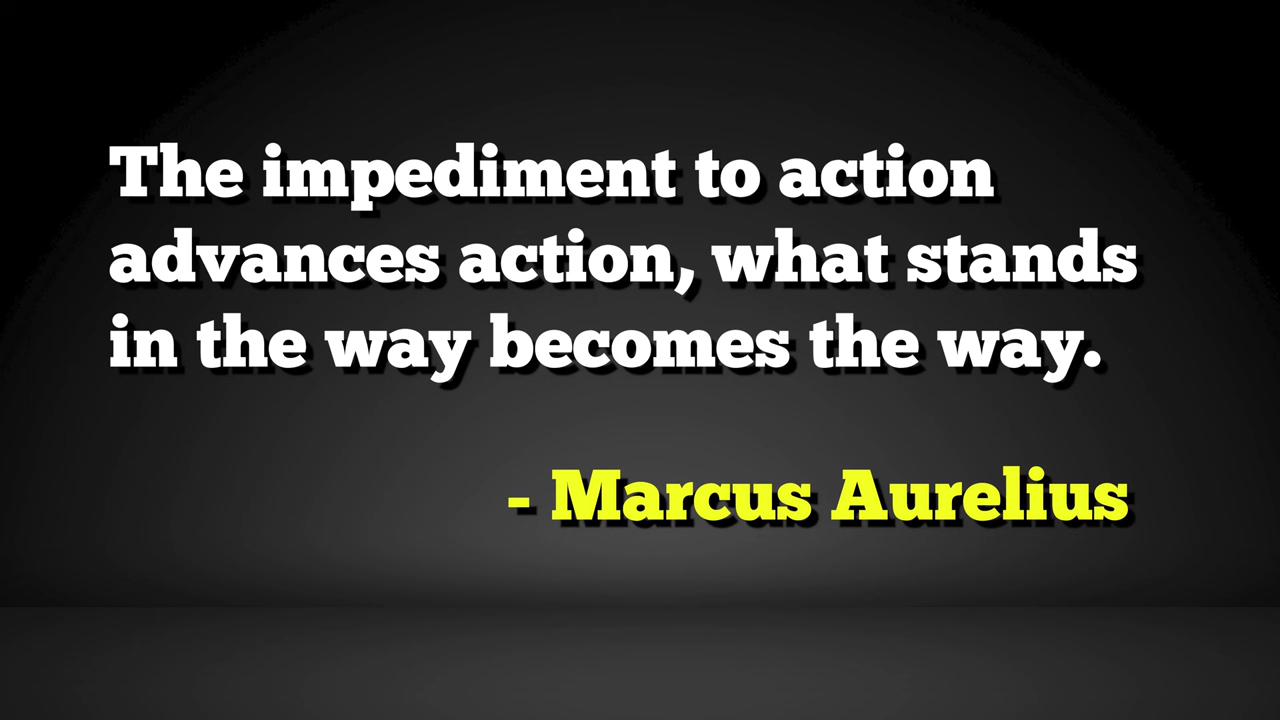 The impediment to action
advances action, what stands
in the way becomes the way.
- Marcus Aurelius